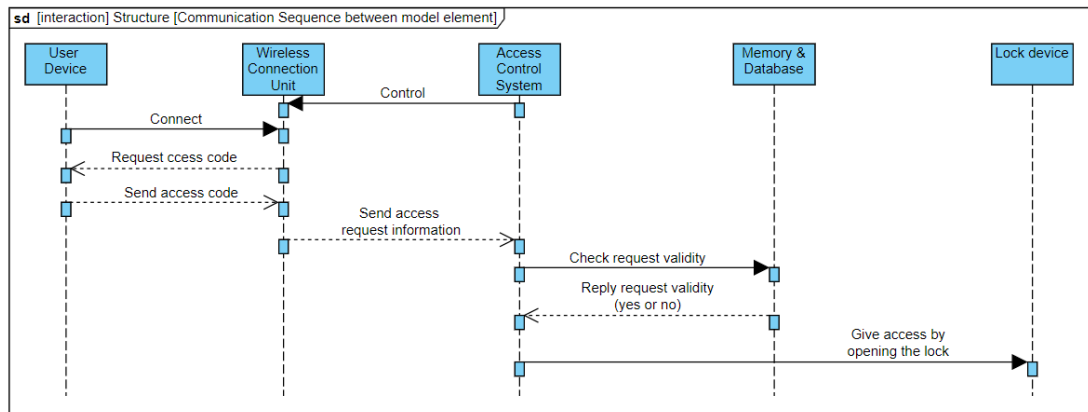 sd [interaction] Structure [Communication Sequence between model element]
User
Device
Wireless
Connection
Unit
Access
Control
System
Memory &
Database
Lock device
Control
Connect
Request ccess code
Send access code
Send access
request information
Check request validity
Reply request validity
(yes or no)
Give access by
opening the lock